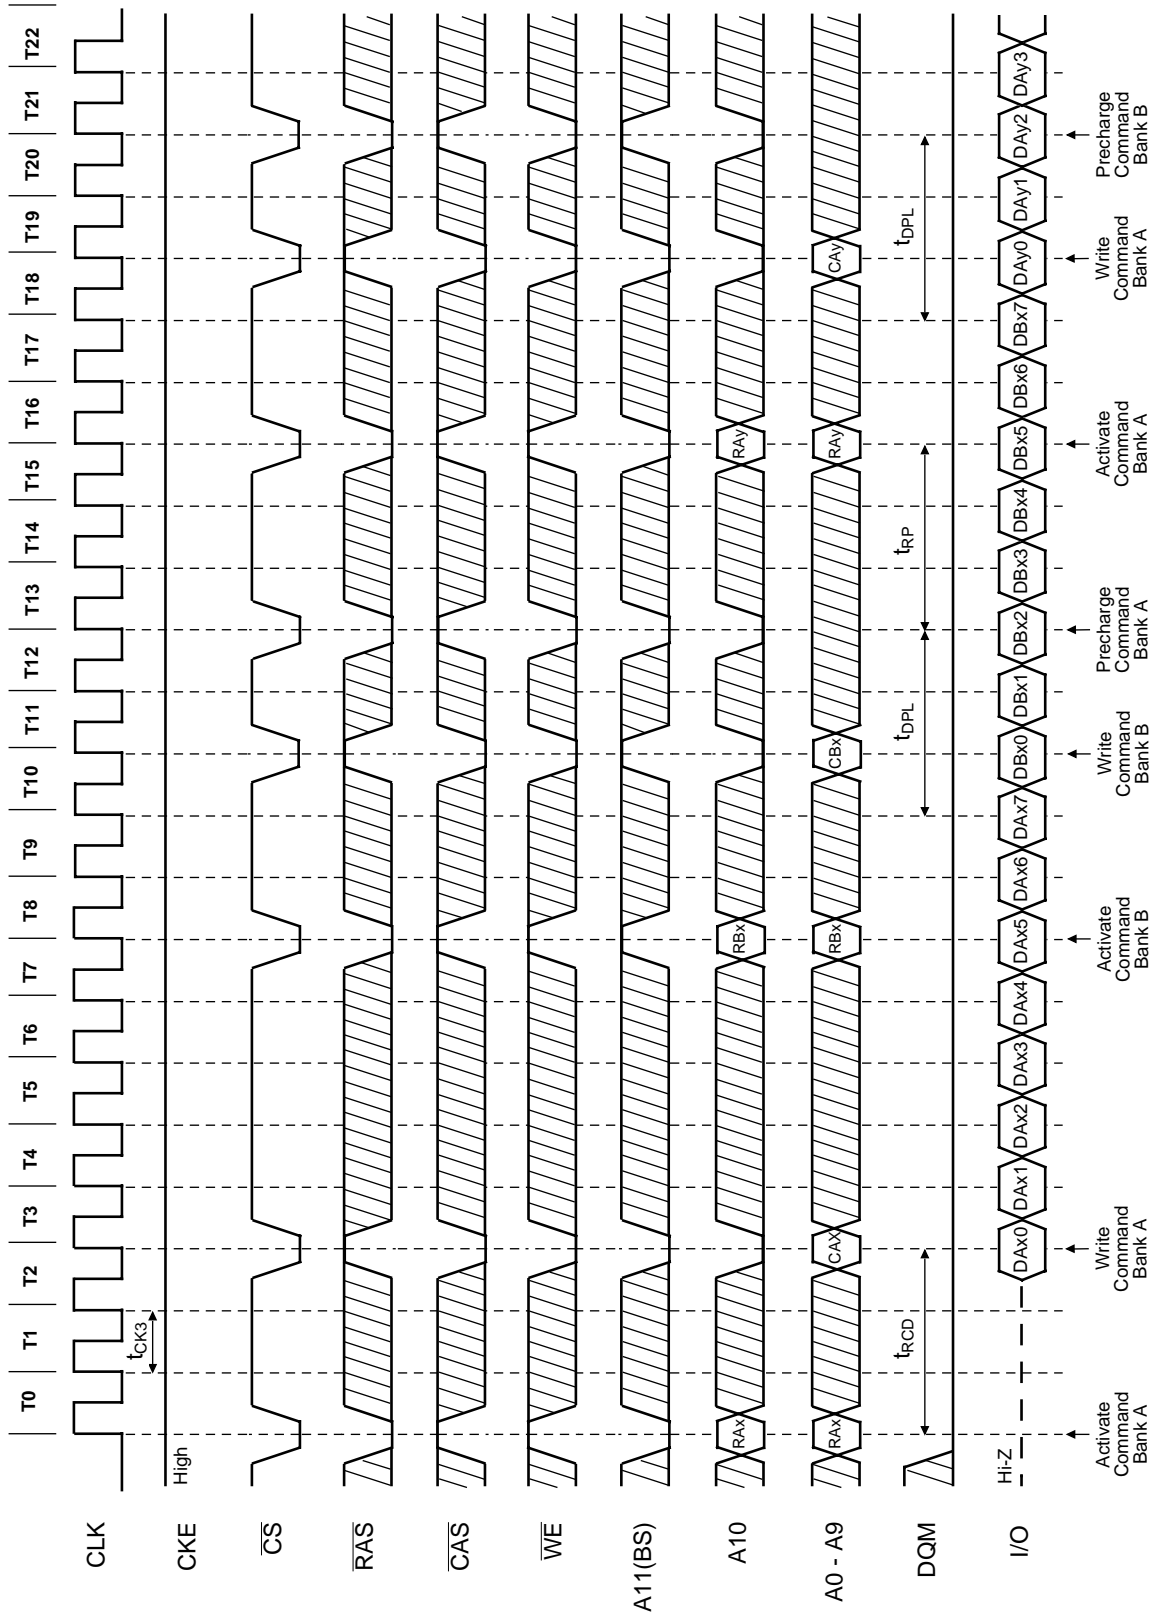 T0 T1 T2 T3 T4 T5 T6 T7 T8 T9 T10 T11 T12 T13 T14 T15 T16 T17 T18 T19 T20 T21 T22
CLK
tCK3
CKE
High
CS
RAS
CAS
WE
A11(BS)
A10
RAx RBx RAy
A0 - A9
RAx CAX RBx CBx RAy CAy
DQM
tRCD tDPL tRP tDPL
I/O
Hi-Z
DAx0 DAx1 DAx2 DAx3 DAx4 DAx5 DAx6 DAx7 DBx0 DBx1 DBx2 DBx3 DBx4 DBx5 DBx6 DBx7 DAy0 DAy1 DAy2 DAy3
Activate
Command
Bank A
Write
Command
Bank A
Activate
Command
Bank B
Write
Command
Bank B
Precharge
Command
Bank A
Activate
Command
Bank A
Write
Command
Bank A
Precharge
Command
Bank B